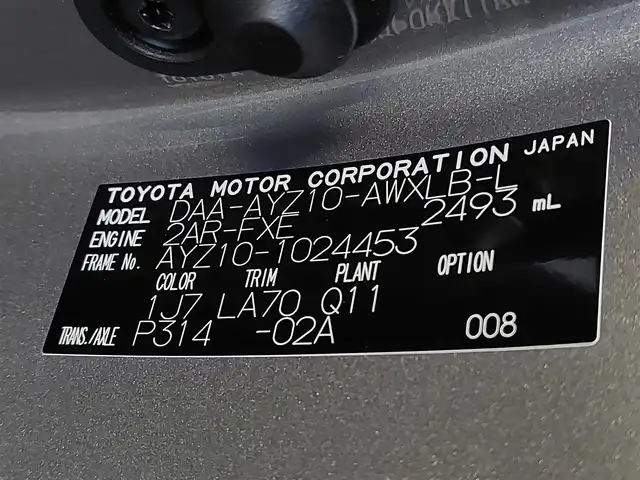 TOYOTA
TOYOTA MOTOR CORPORATION JAPAN
MODEL DAA-AYZ10-AWXLB-L
ENGINE 2AR-FXE 2493 mL
FRAME No. AYZ10-1024453
COLOR TRIM PLANT OPTION
1J7 LA70 Q11
TRANS./AXLE P314 -02A 008